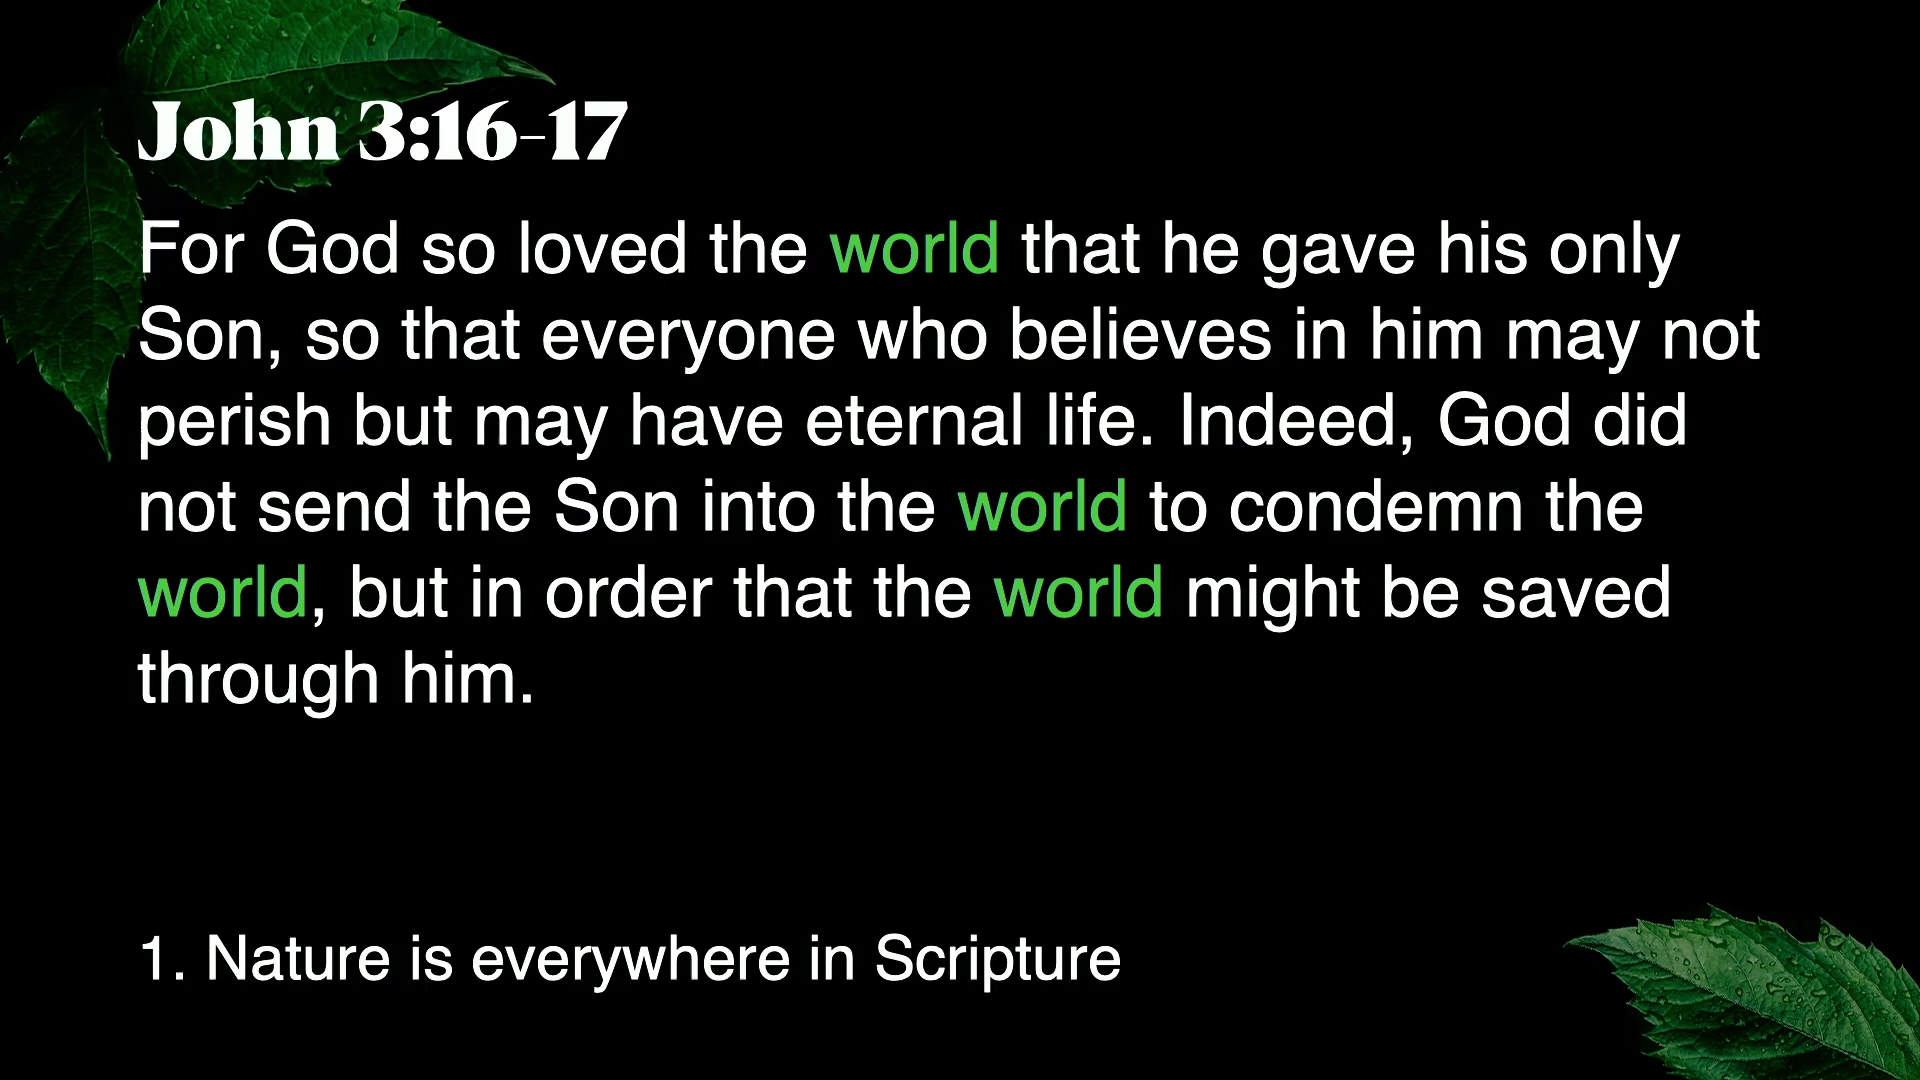 John 3:16–17
For God so loved the world that he gave his only
Son, so that everyone who believes in him may not
perish but may have eternal life. Indeed, God did
not send the Son into the world to condemn the
world, but in order that the world might be saved
through him.
1. Nature is everywhere in Scripture